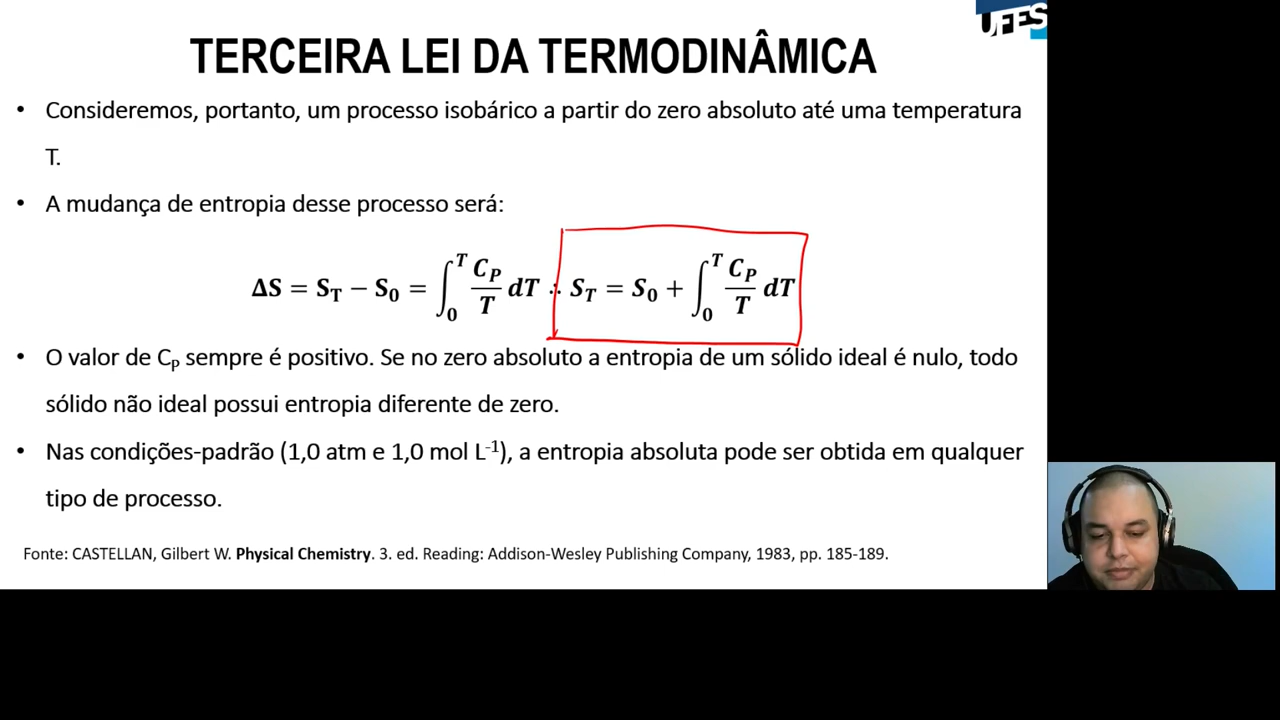 UFES
TERCEIRA LEI DA TERMODINÂMICA
• Consideremos, portanto, um processo isobárico a partir do zero absoluto até uma temperatura
T.
• A mudança de entropia desse processo será:
ΔS = S_T − S_0 = ∫_0^T C_P/T dT ∴ S_T = S_0 + ∫_0^T C_P/T dT
• O valor de C_P sempre é positivo. Se no zero absoluto a entropia de um sólido ideal é nulo, todo
sólido não ideal possui entropia diferente de zero.
• Nas condições-padrão (1,0 atm e 1,0 mol L⁻¹), a entropia absoluta pode ser obtida em qualquer
tipo de processo.
Fonte: CASTELLAN, Gilbert W. Physical Chemistry. 3. ed. Reading: Addison-Wesley Publishing Company, 1983, pp. 185-189.